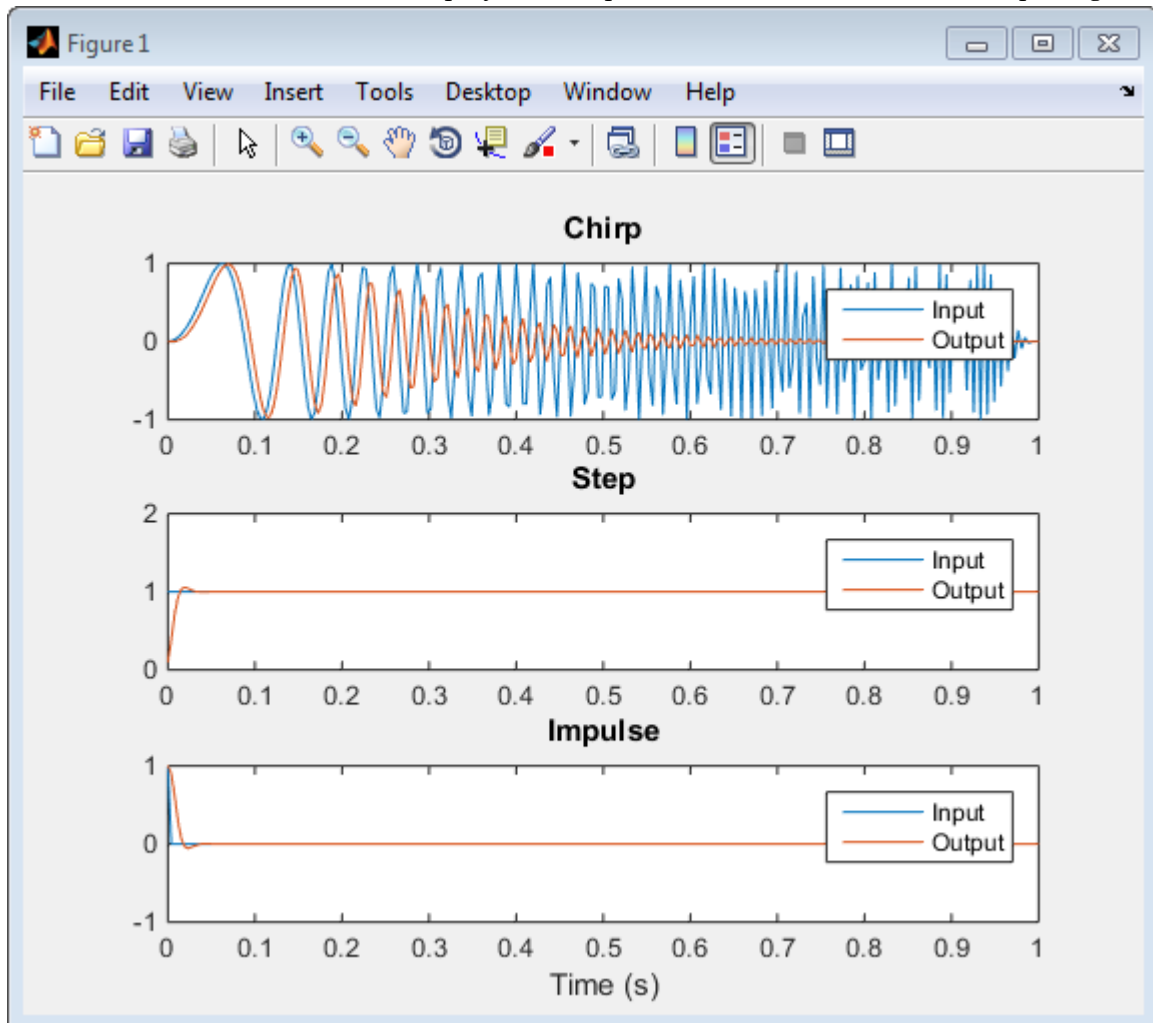 Figure 1
File Edit View Insert Tools Desktop Window Help
Chirp
1
0
-1
Input
Output
0 0.1 0.2 0.3 0.4 0.5 0.6 0.7 0.8 0.9 1
Step
2
1
0
Input
Output
0 0.1 0.2 0.3 0.4 0.5 0.6 0.7 0.8 0.9 1
Impulse
1
0
-1
Input
Output
0 0.1 0.2 0.3 0.4 0.5 0.6 0.7 0.8 0.9 1
Time (s)